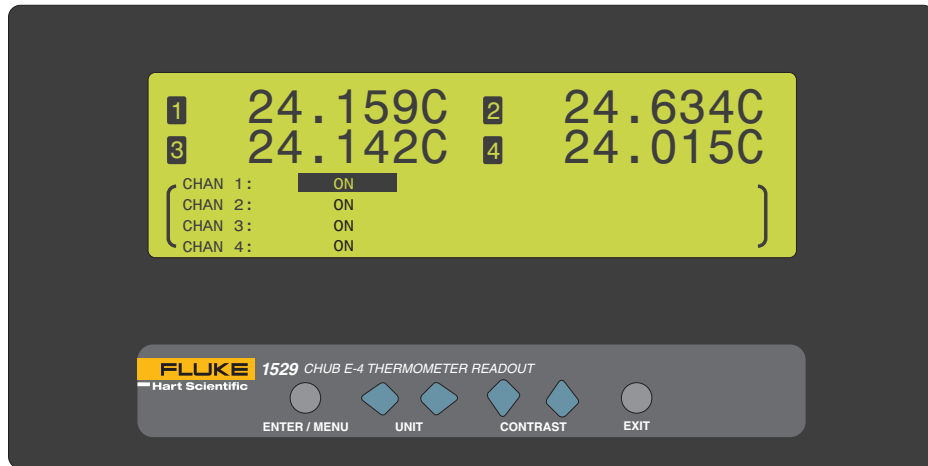 1 24.159C 2 24.634C
3 24.142C 4 24.015C
CHAN 1: ON
CHAN 2: ON
CHAN 3: ON
CHAN 4: ON
FLUKE 1529 CHUB E-4 THERMOMETER READOUT
Hart Scientific
ENTER / MENU UNIT CONTRAST EXIT